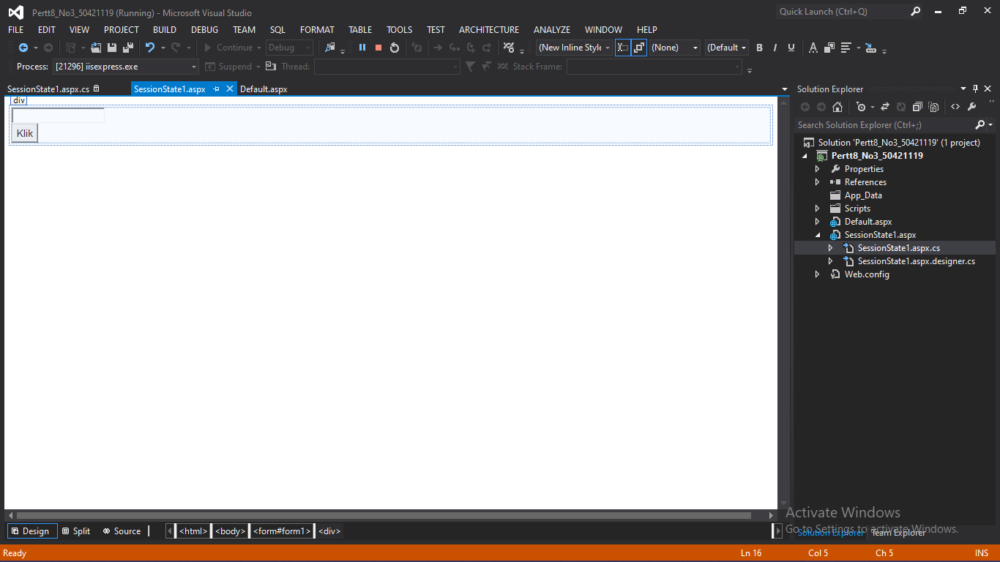 Pertt8_No3_50421119 (Running) - Microsoft Visual Studio
Quick Launch (Ctrl+Q)
FILE EDIT VIEW PROJECT BUILD DEBUG TEAM SQL FORMAT TABLE TOOLS TEST ARCHITECTURE ANALYZE WINDOW HELP
Continue Debug (New Inline Style (None) (Default B I U A
Process: [21296] iisexpress.exe Suspend Thread: Stack Frame:
SessionState1.aspx.cs SessionState1.aspx Default.aspx
div
Klik
Solution Explorer
Search Solution Explorer (Ctrl+;)
Solution 'Pertt8_No3_50421119' (1 project)
Pertt8_No3_50421119
Properties
References
App_Data
Scripts
Default.aspx
SessionState1.aspx
SessionState1.aspx.cs
SessionState1.aspx.designer.cs
Web.config
Activate Windows
Go to Settings to activate Windows.
Solution Explorer Team Explorer
Design Split Source <html> <body> <form#form1> <div>
Ready Ln 16 Col 5 Ch 5 INS